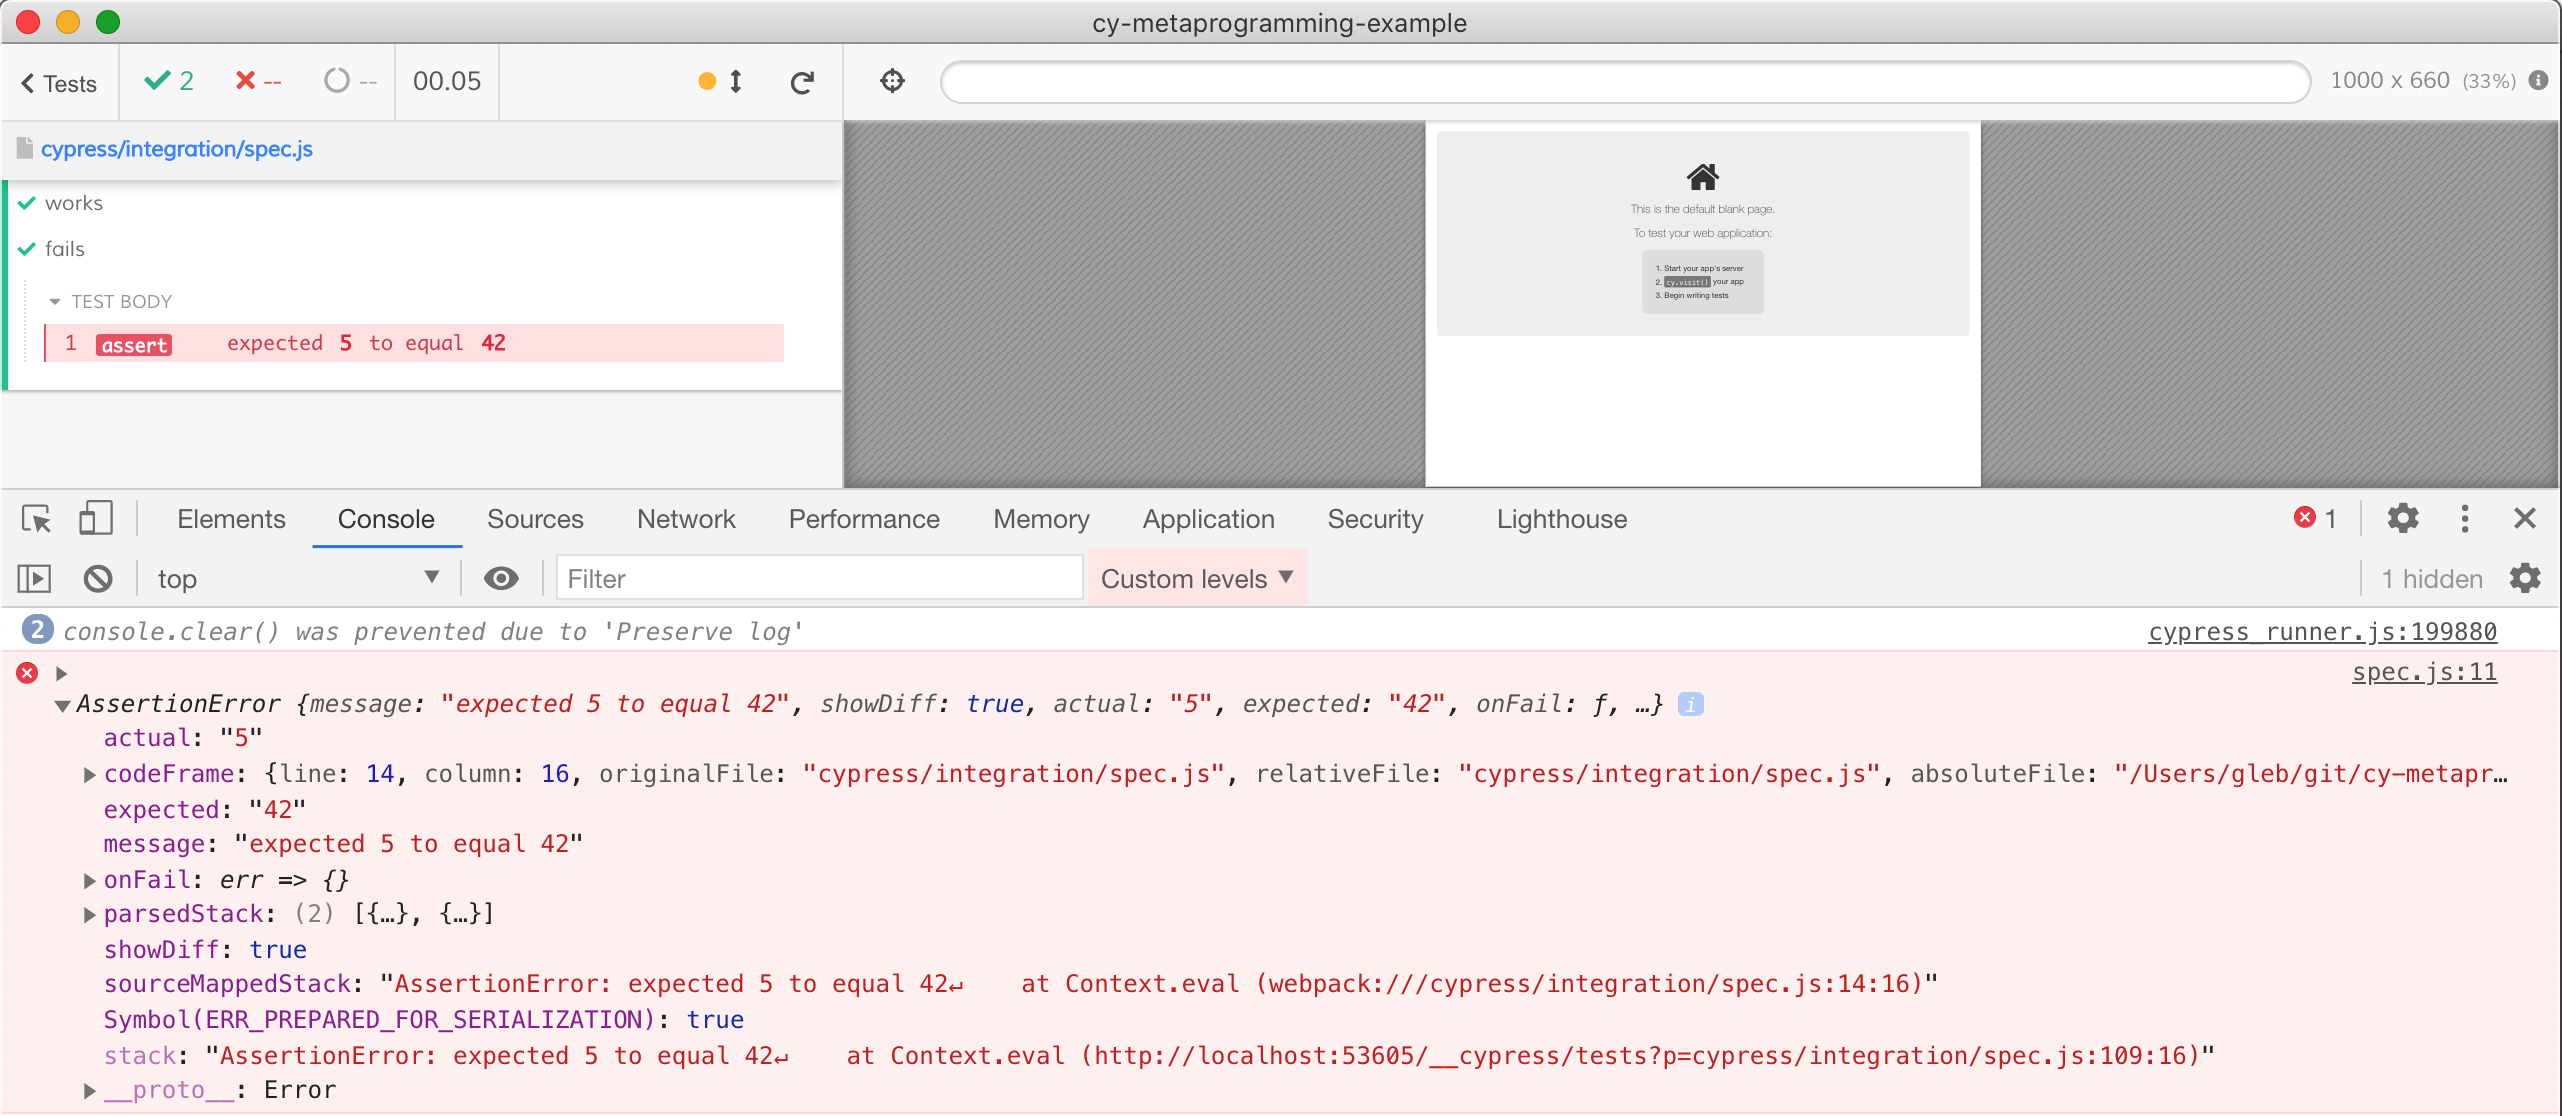 cy-metaprogramming-example
Tests 2 -- -- 00.05 1000 x 660 (33%)
cypress/integration/spec.js
works
fails
TEST BODY
1 assert expected 5 to equal 42
This is the default blank page.
To test your web application:
1. Start your app's server
2. cy.visit() your app
3. Begin writing tests
Elements Console Sources Network Performance Memory Application Security Lighthouse 1
top Filter Custom levels 1 hidden
2 console.clear() was prevented due to 'Preserve log' cypress_runner.js:199880
spec.js:11
AssertionError {message: "expected 5 to equal 42", showDiff: true, actual: "5", expected: "42", onFail: ƒ, …} i
actual: "5"
codeFrame: {line: 14, column: 16, originalFile: "cypress/integration/spec.js", relativeFile: "cypress/integration/spec.js", absoluteFile: "/Users/gleb/git/cy-metapr…
expected: "42"
message: "expected 5 to equal 42"
onFail: err => {}
parsedStack: (2) [{…}, {…}]
showDiff: true
sourceMappedStack: "AssertionError: expected 5 to equal 42↵    at Context.eval (webpack:///cypress/integration/spec.js:14:16)"
Symbol(ERR_PREPARED_FOR_SERIALIZATION): true
stack: "AssertionError: expected 5 to equal 42↵    at Context.eval (http://localhost:53605/__cypress/tests?p=cypress/integration/spec.js:109:16)"
__proto__: Error